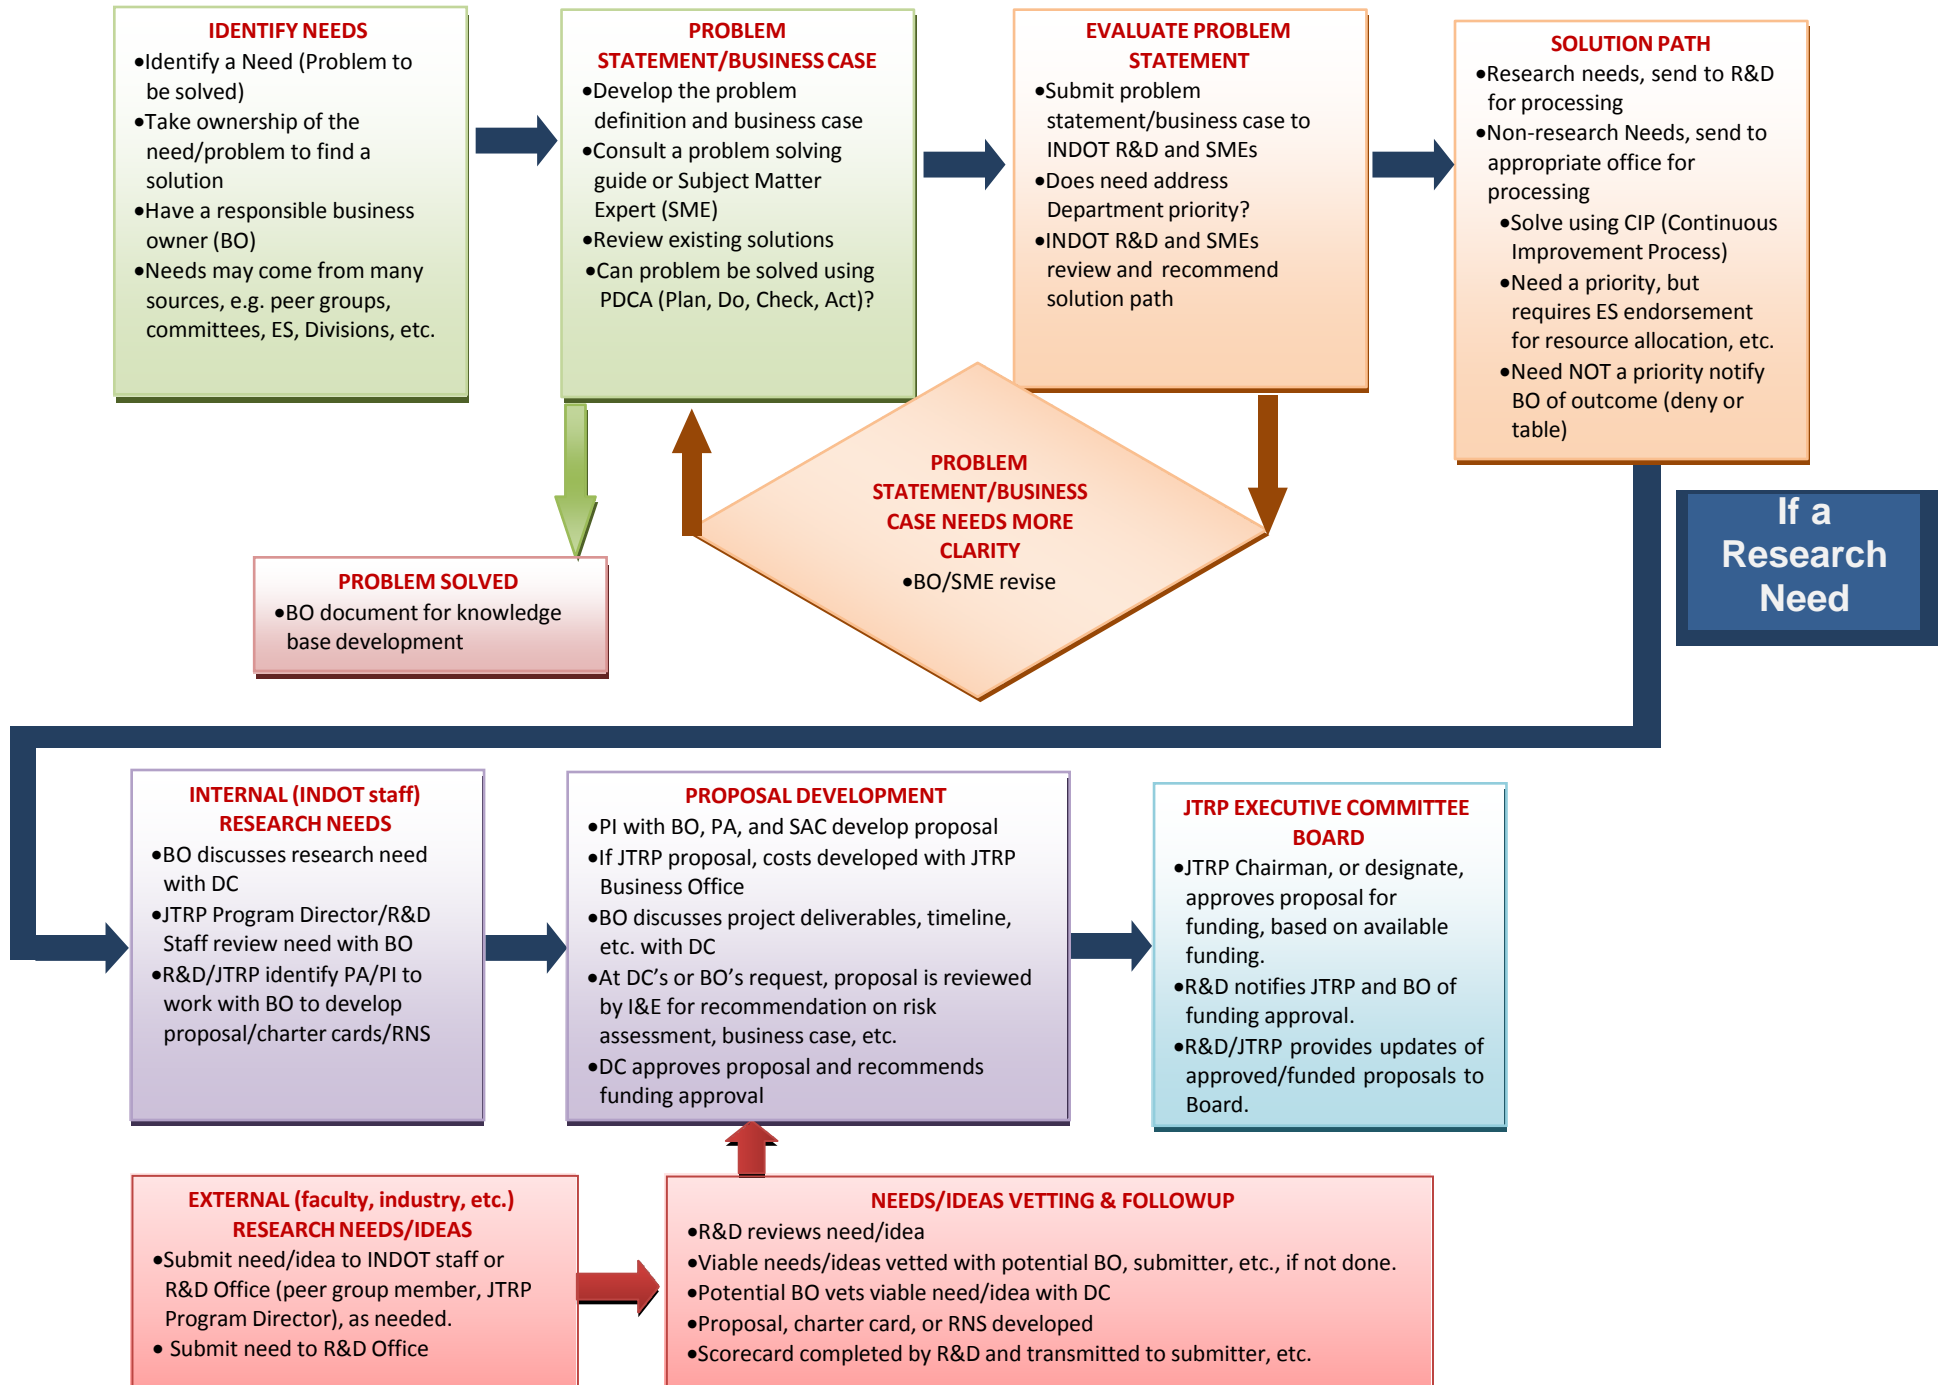 IDENTIFY NEEDS
•Identify a Need (Problem to
be solved)
•Take ownership of the
need/problem to find a
solution
•Have a responsible business
owner (BO)
•Needs may come from many
sources, e.g. peer groups,
committees, ES, Divisions, etc.
PROBLEM
STATEMENT/BUSINESS CASE
•Develop the problem
definition and business case
•Consult a problem solving
guide or Subject Matter
Expert (SME)
•Review existing solutions
•Can problem be solved using
PDCA (Plan, Do, Check, Act)?
EVALUATE PROBLEM
STATEMENT
•Submit problem
statement/business case to
INDOT R&D and SMEs
•Does need address
Department priority?
•INDOT R&D and SMEs
review and recommend
solution path
SOLUTION PATH
•Research needs, send to R&D
for processing
•Non-research Needs, send to
appropriate office for
processing
•Solve using CIP (Continuous
Improvement Process)
•Need a priority, but
requires ES endorsement
for resource allocation, etc.
•Need NOT a priority notify
BO of outcome (deny or
table)
PROBLEM
STATEMENT/BUSINESS
CASE NEEDS MORE
CLARITY
•BO/SME revise
If a
Research
Need
PROBLEM SOLVED
•BO document for knowledge
base development
INTERNAL (INDOT staff)
RESEARCH NEEDS
•BO discusses research need
with DC
•JTRP Program Director/R&D
Staff review need with BO
•R&D/JTRP identify PA/PI to
work with BO to develop
proposal/charter cards/RNS
PROPOSAL DEVELOPMENT
•PI with BO, PA, and SAC develop proposal
•If JTRP proposal, costs developed with JTRP
Business Office
•BO discusses project deliverables, timeline,
etc. with DC
•At DC's or BO's request, proposal is reviewed
by I&E for recommendation on risk
assessment, business case, etc.
•DC approves proposal and recommends
funding approval
JTRP EXECUTIVE COMMITTEE
BOARD
•JTRP Chairman, or designate,
approves proposal for
funding, based on available
funding.
•R&D notifies JTRP and BO of
funding approval.
•R&D/JTRP provides updates of
approved/funded proposals to
Board.
EXTERNAL (faculty, industry, etc.)
RESEARCH NEEDS/IDEAS
•Submit need/idea to INDOT staff or
R&D Office (peer group member, JTRP
Program Director), as needed.
• Submit need to R&D Office
NEEDS/IDEAS VETTING & FOLLOWUP
•R&D reviews need/idea
•Viable needs/ideas vetted with potential BO, submitter, etc., if not done.
•Potential BO vets viable need/idea with DC
•Proposal, charter card, or RNS developed
•Scorecard completed by R&D and transmitted to submitter, etc.